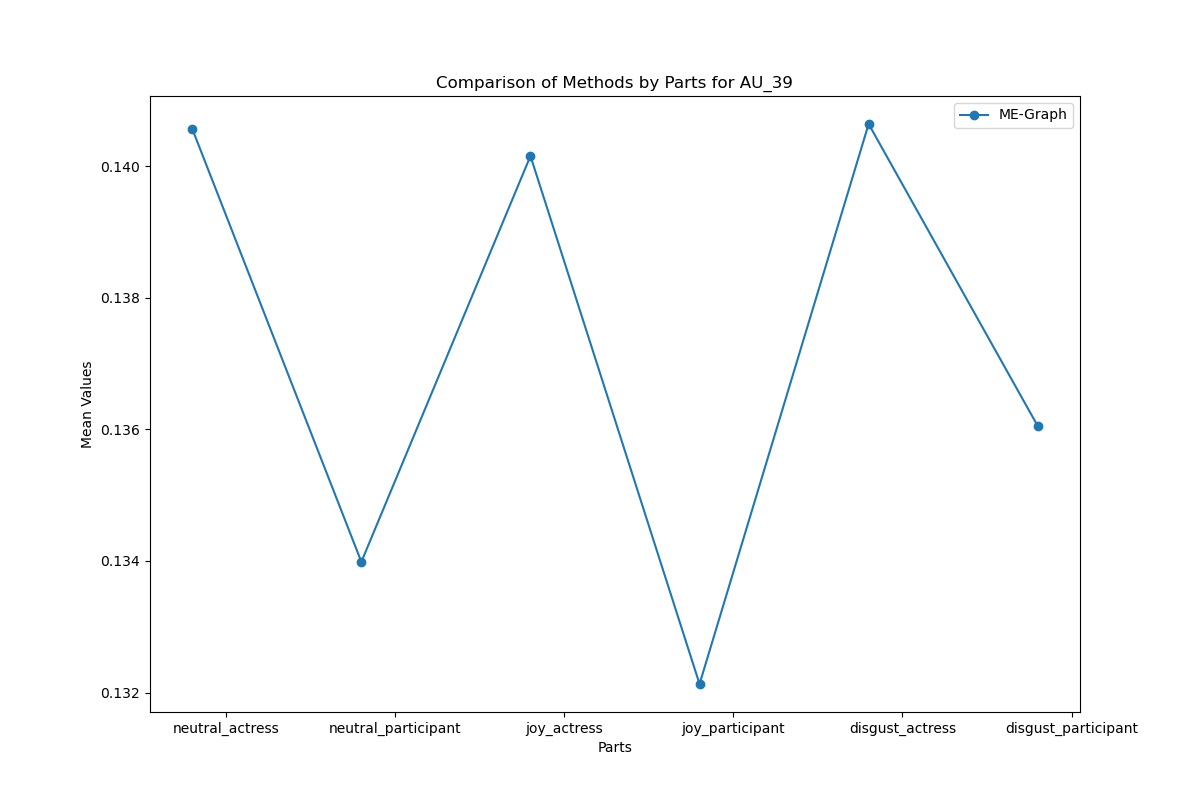 Comparison of Methods by Parts for AU_39
ME-Graph
0.140
0.138
0.136
0.134
0.132
Mean Values
neutral_actress neutral_participant joy_actress joy_participant disgust_actress disgust_participant
Parts